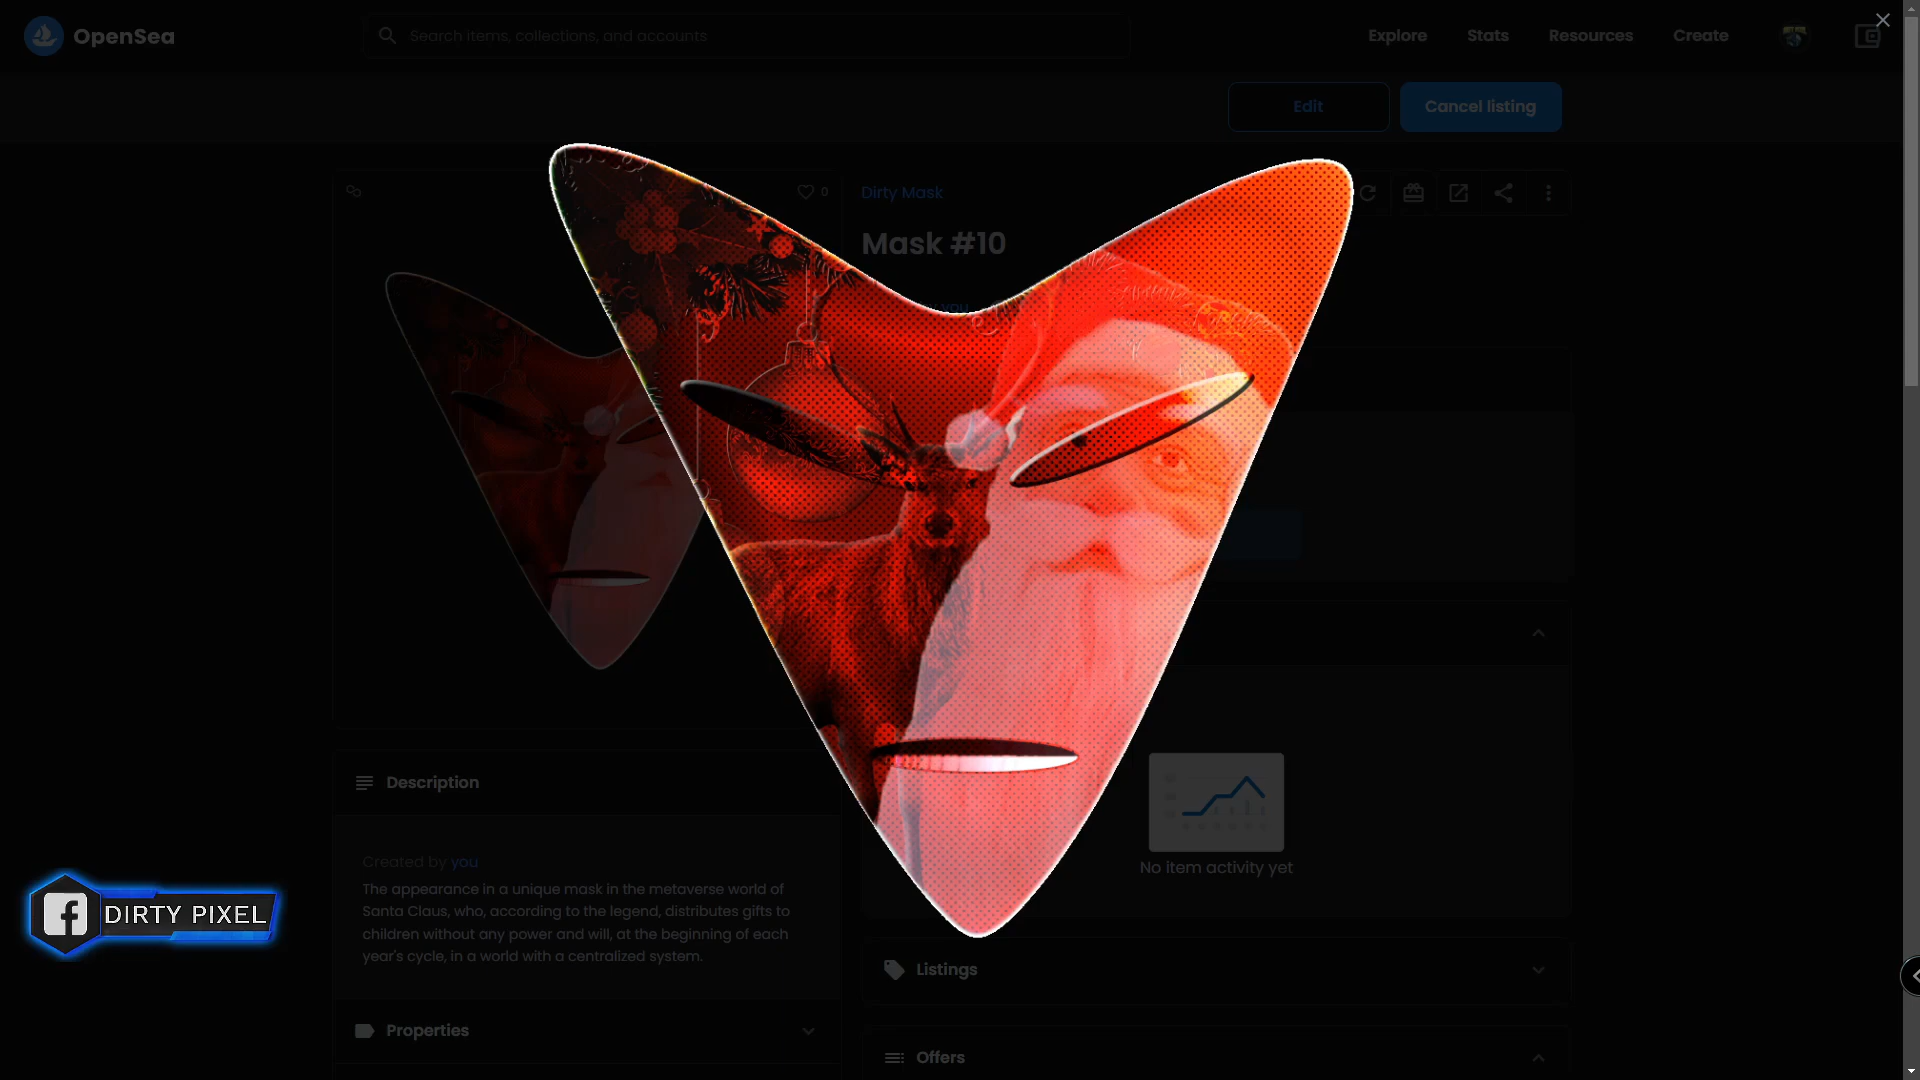 OpenSea
Search items, collections, and accounts
Explore
Stats
Resources
Create
Edit
Cancel listing
0
Dirty Mask
Mask #10
you
Description
Created by you
The appearance in a unique mask in the metaverse world of
Santa Claus, who, according to the legend, distributes gifts to
children without any power and will, at the beginning of each
year's cycle, in a world with a centralized system.
Properties
No item activity yet
Listings
Offers
DIRTY PIXEL